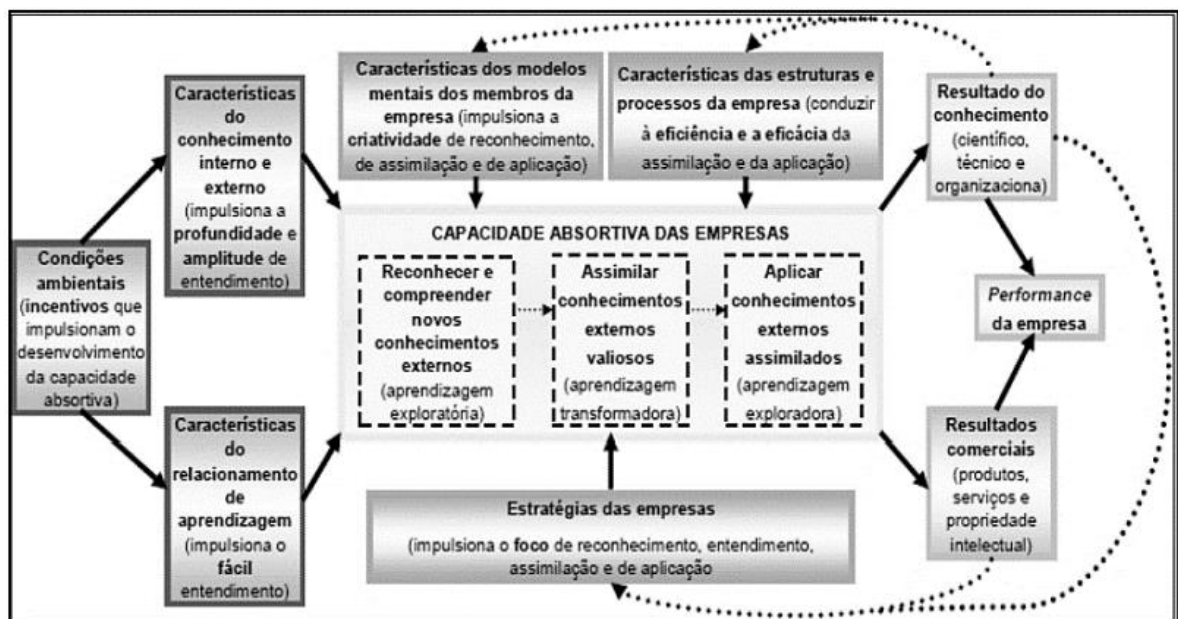 Condições
ambientais
(incentivos que
impulsionam o
desenvolvimento
da capacidade
absortiva)
Características
do
conhecimento
interno e
externo
(impulsiona a
profundidade e
amplitude de
entendimento)
Características
do
relacionamento
de
aprendizagem
(impulsiona o
fácil
entendimento)
Características dos modelos
mentais dos membros da
empresa (impulsiona a
criatividade de reconhecimento,
de assimilação e de aplicação)
Características das estruturas e
processos da empresa (conduzir
à eficiência e a eficácia da
assimilação e da aplicação)
CAPACIDADE ABSORTIVA DAS EMPRESAS
Reconhecer e
compreender
novos
conhecimentos
externos
(aprendizagem
exploratória)
Assimilar
conhecimentos
externos
valiosos
(aprendizagem
transformadora)
Aplicar
conhecimentos
externos
assimilados
(aprendizagem
exploradora)
Estratégias das empresas
(impulsiona o foco de reconhecimento, entendimento,
assimilação e de aplicação
Resultado do
conhecimento
(científico,
técnico e
organizaciona)
Performance
da empresa
Resultados
comerciais
(produtos,
serviços e
propriedade
intelectual)